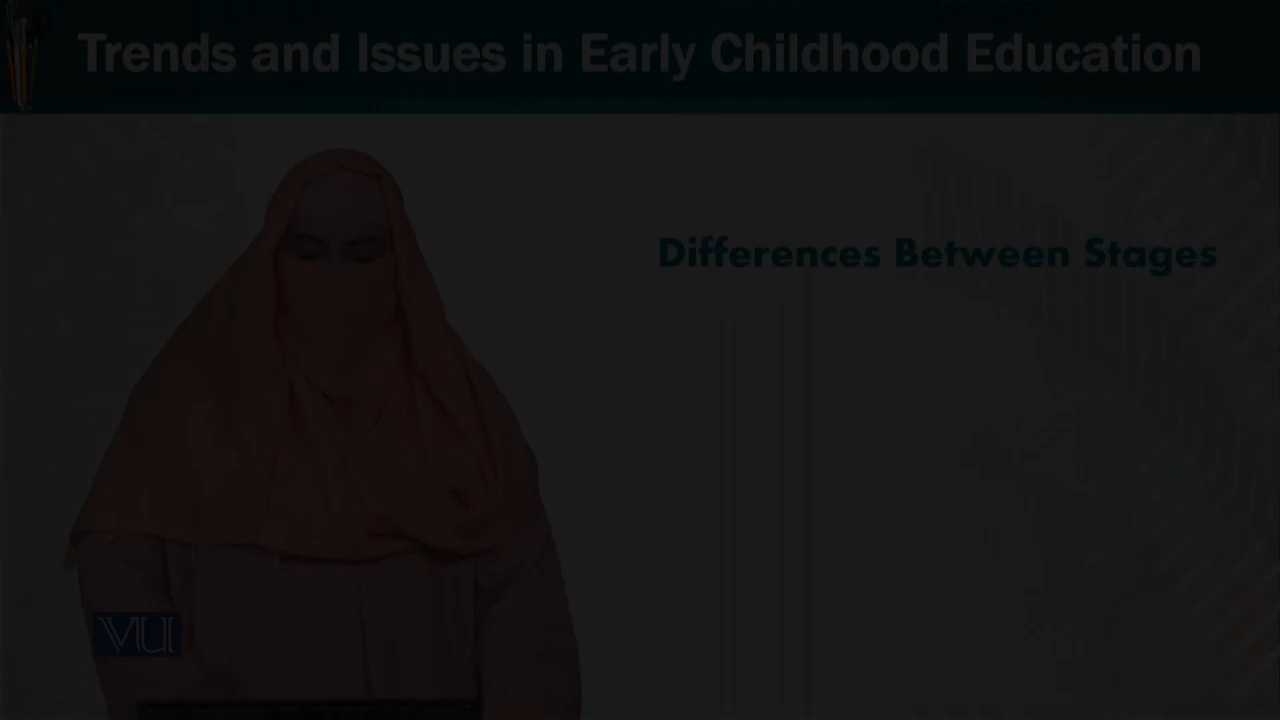 Trends and Issues in Early Childhood Education
Differences Between Stages
VU